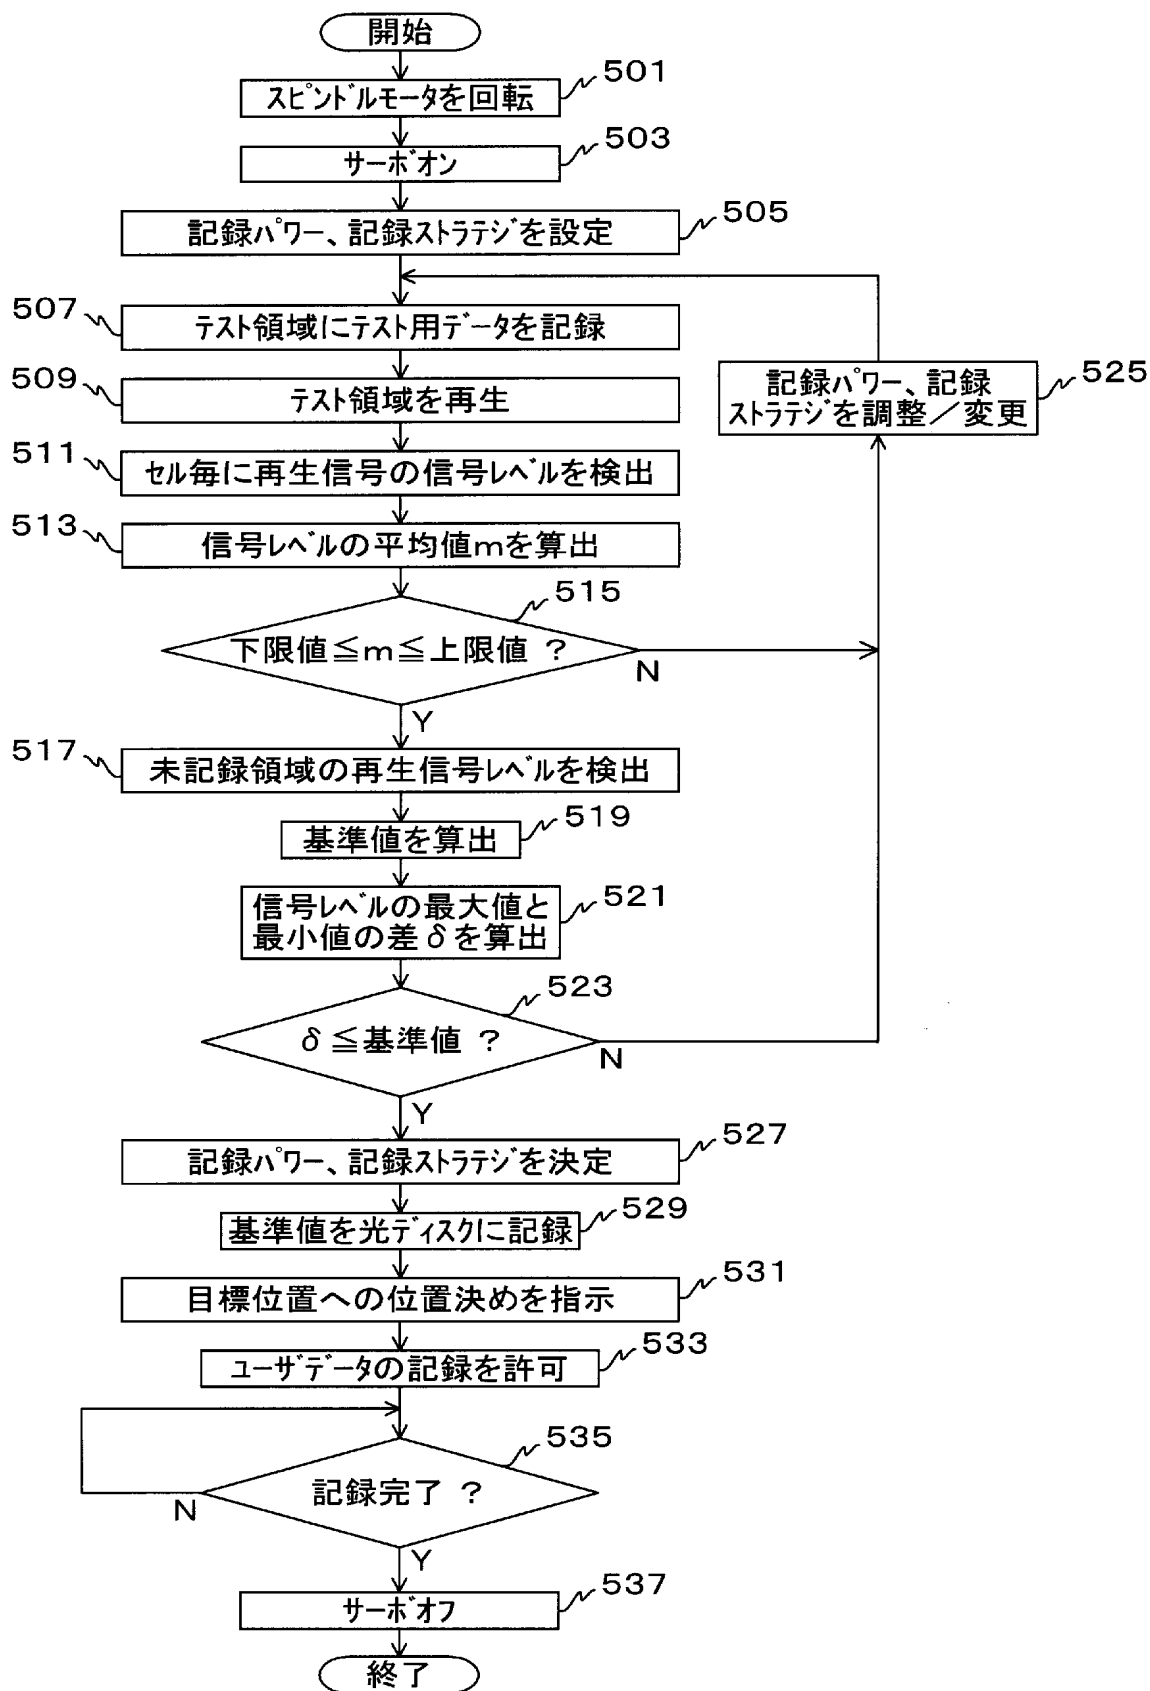 開始
501
スピンドルモータを回転
503
サーボオン
505
記録パワー、記録ストラテジを設定
507
テスト領域にテスト用データを記録
509
テスト領域を再生
記録パワー、記録
ストラテジを調整／変更
525
511
セル毎に再生信号の信号レベルを検出
513
信号レベルの平均値mを算出
515
下限値≦m≦上限値 ?
N
Y
517
未記録領域の再生信号レベルを検出
519
基準値を算出
521
信号レベルの最大値と
最小値の差δを算出
523
δ≦基準値 ?
N
Y
527
記録パワー、記録ストラテジを決定
529
基準値を光ディスクに記録
531
目標位置への位置決めを指示
533
ユーザデータの記録を許可
535
記録完了 ?
N
Y
537
サーボオフ
終了